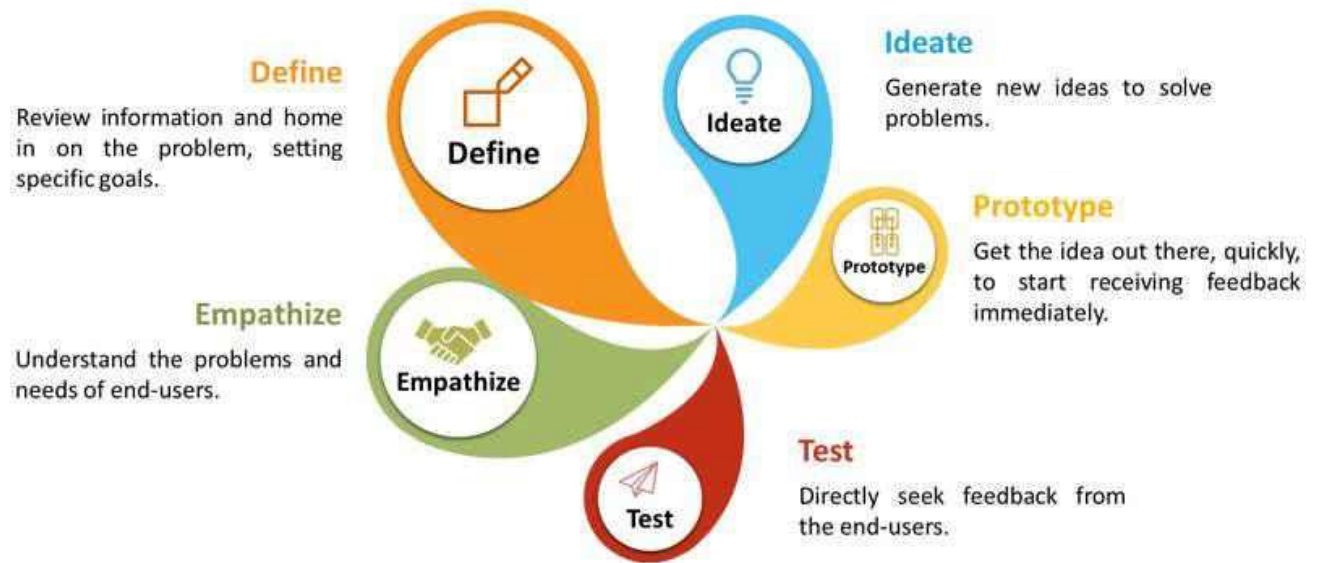 Define
Review information and home
in on the problem, setting
specific goals.
Define
Ideate
Ideate
Generate new ideas to solve
problems.
Prototype
Prototype
Get the idea out there, quickly,
to start receiving feedback
immediately.
Empathize
Understand the problems and
needs of end-users.
Empathize
Test
Test
Directly seek feedback from
the end-users.